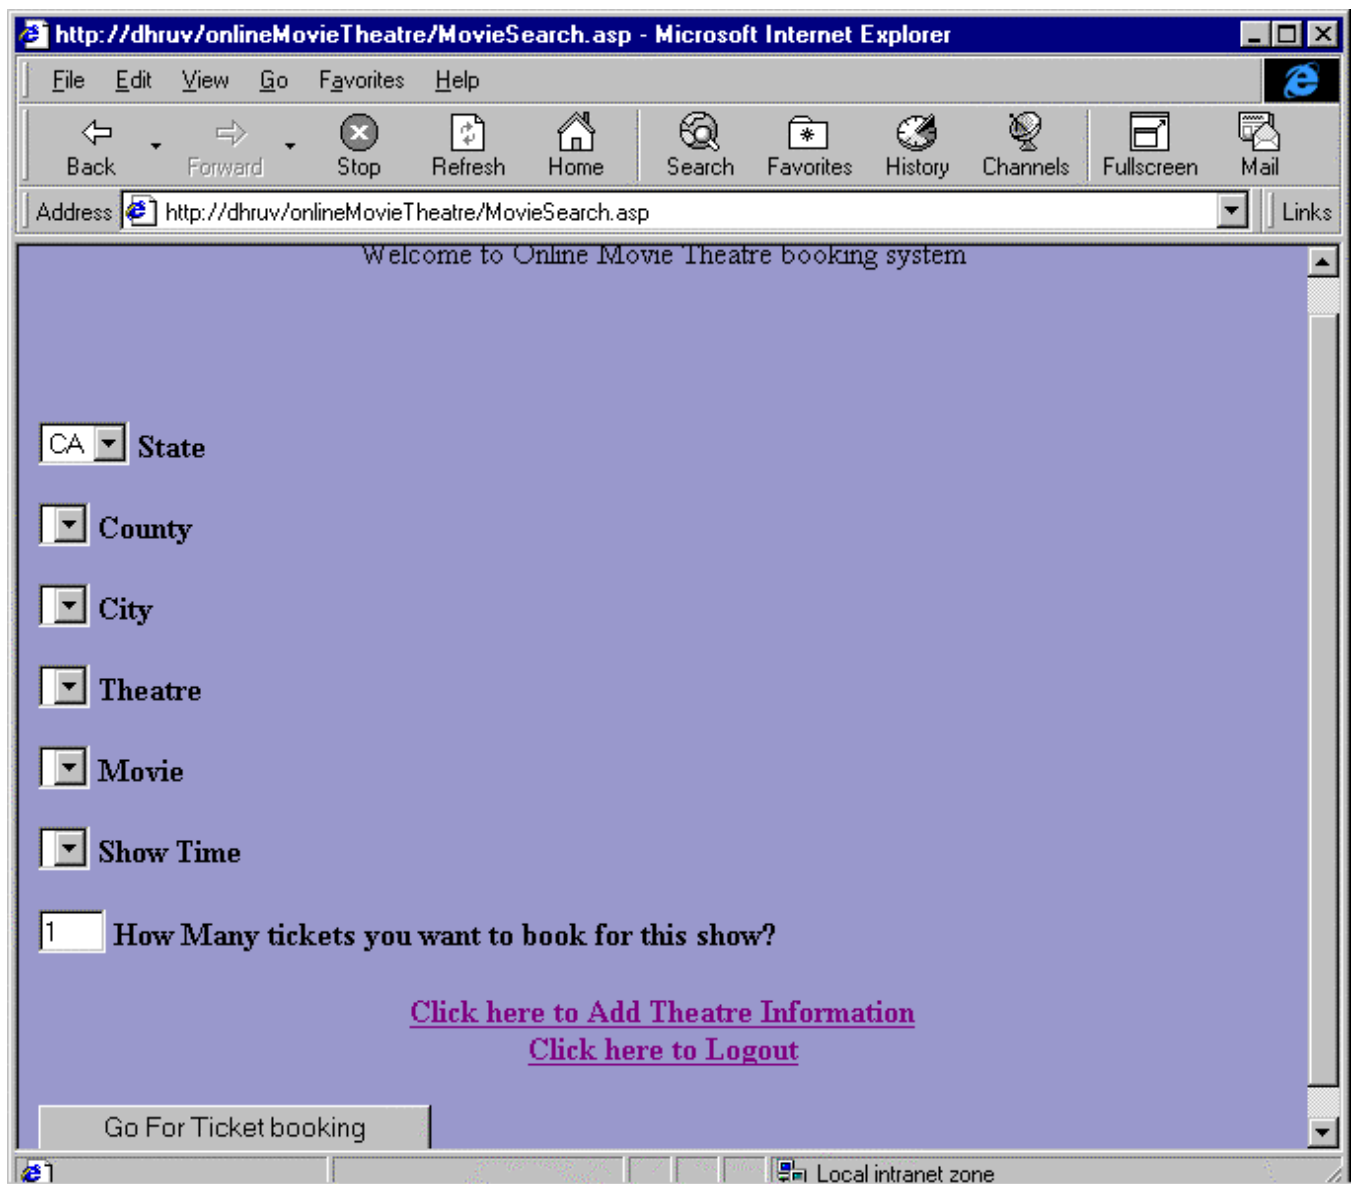 http://dhruv/onlineMovieTheatre/MovieSearch.asp - Microsoft Internet Explorer
File Edit View Go Favorites Help
Back Forward Stop Refresh Home Search Favorites History Channels Fullscreen Mail
Address http://dhruv/onlineMovieTheatre/MovieSearch.asp Links
Welcome to Online Movie Theatre booking system
CA State
County
City
Theatre
Movie
Show Time
1 How Many tickets you want to book for this show?
Click here to Add Theatre Information
Click here to Logout
Go For Ticket booking
Local intranet zone